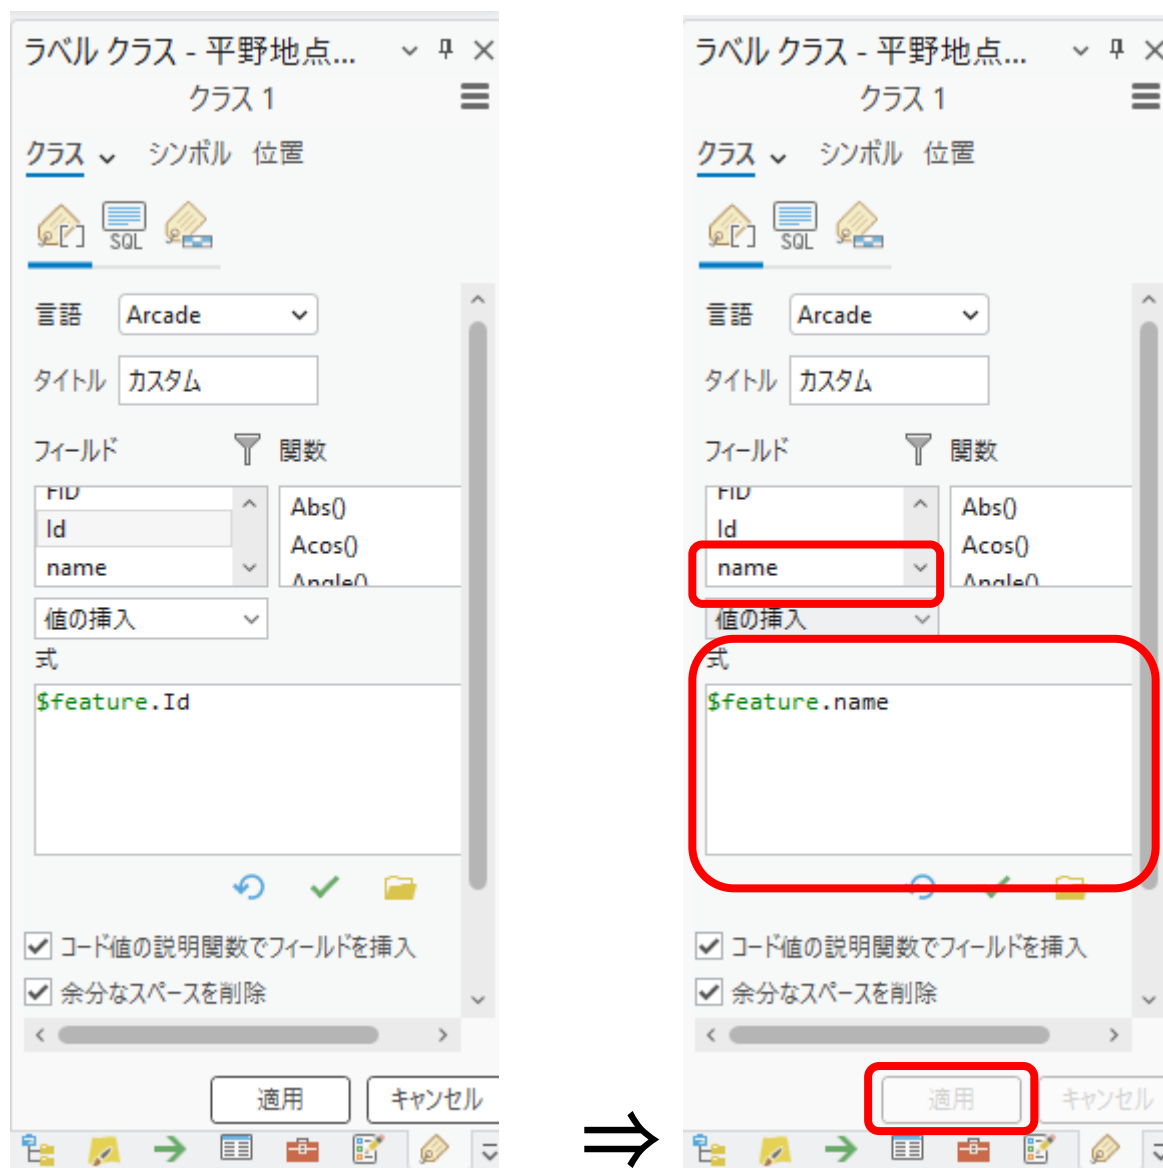 ラベル クラス - 平野地点...
クラス 1
クラス シンボル 位置
SQL
言語 Arcade
タイトル カスタム
フィールド 関数
FID
Id
name
Abs()
Acos()
Angle()
値の挿入
式
$feature.Id
コード値の説明関数でフィールドを挿入
余分なスペースを削除
適用 キャンセル
⇒
ラベル クラス - 平野地点...
クラス 1
クラス シンボル 位置
SQL
言語 Arcade
タイトル カスタム
フィールド 関数
FID
Id
name
Abs()
Acos()
Angle()
値の挿入
式
$feature.name
コード値の説明関数でフィールドを挿入
余分なスペースを削除
適用 キャンセル